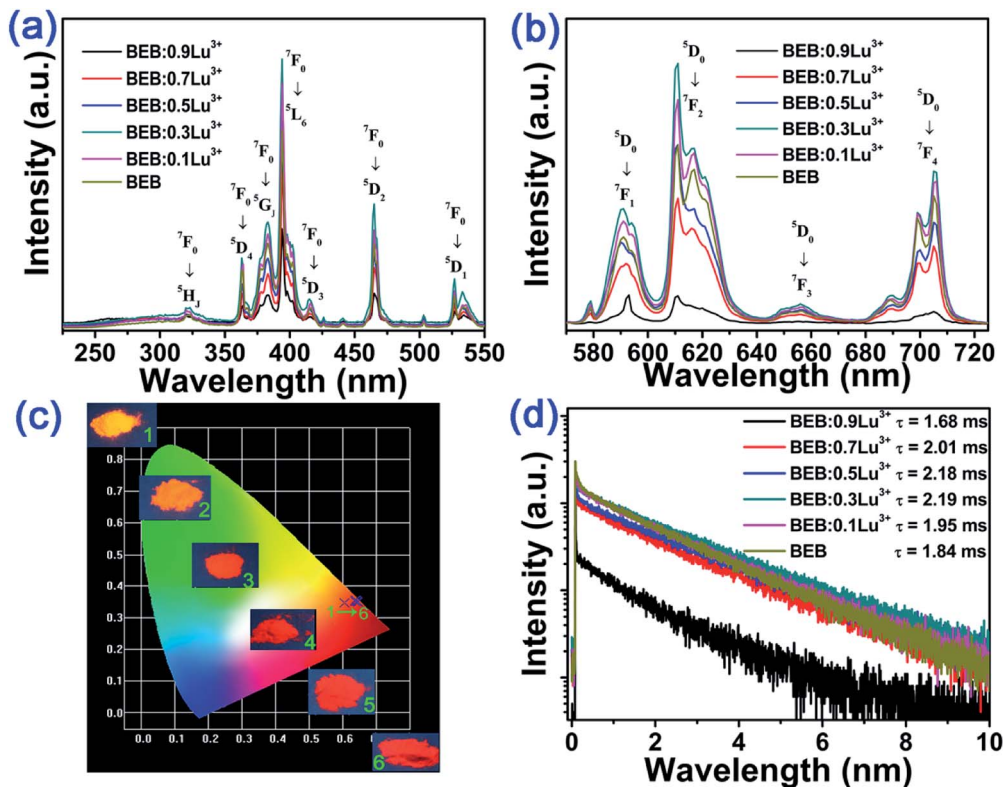 (a)
BEB:0.9Lu³⁺
BEB:0.7Lu³⁺
BEB:0.5Lu³⁺
BEB:0.3Lu³⁺
BEB:0.1Lu³⁺
BEB
⁷F₀
↓
⁵H_J
⁷F₀
↓
⁵D₄
⁷F₀
↓
⁵G_J
⁷F₀
↓
⁵L₆
⁷F₀
↓
⁵D₃
⁷F₀
↓
⁵D₂
⁷F₀
↓
⁵D₁
Intensity (a.u.)
250 300 350 400 450 500 550
Wavelength (nm)
(b)
BEB:0.9Lu³⁺
BEB:0.7Lu³⁺
BEB:0.5Lu³⁺
BEB:0.3Lu³⁺
BEB:0.1Lu³⁺
BEB
⁵D₀
↓
⁷F₁
⁵D₀
↓
⁷F₂
⁵D₀
↓
⁷F₃
⁵D₀
↓
⁷F₄
Intensity (a.u.)
580 600 620 640 660 680 700 720
Wavelength (nm)
(c)
1
2
3
4
5
6
1→6
0.8
0.7
0.6
0.5
0.4
0.3
0.2
0.1
0.0
0.0 0.1 0.2 0.3 0.4 0.5 0.6 0.7
(d)
BEB:0.9Lu³⁺ τ = 1.68 ms
BEB:0.7Lu³⁺ τ = 2.01 ms
BEB:0.5Lu³⁺ τ = 2.18 ms
BEB:0.3Lu³⁺ τ = 2.19 ms
BEB:0.1Lu³⁺ τ = 1.95 ms
BEB τ = 1.84 ms
Intensity (a.u.)
0 2 4 6 8 10
Wavelength (nm)